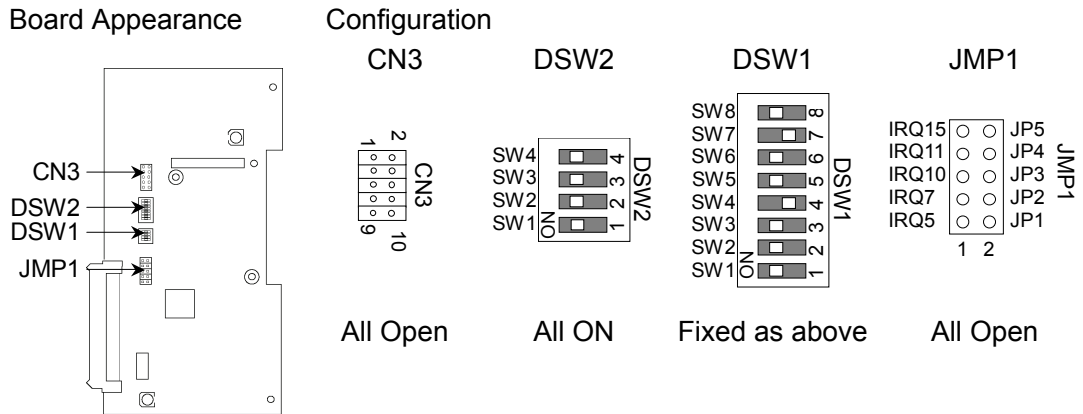 Board Appearance
Configuration
CN3
DSW2
DSW1
JMP1
CN3
DSW2
DSW1
JMP1
1 2
9 10
CN3
SW4
SW3
SW2
SW1
ON
4
3
2
1
DSW2
SW8
SW7
SW6
SW5
SW4
SW3
SW2
SW1
ON
8
7
6
5
4
3
2
1
DSW1
IRQ15 JP5
IRQ11 JP4
IRQ10 JP3
IRQ7 JP2
IRQ5 JP1
1 2
JMP1
All Open
All ON
Fixed as above
All Open